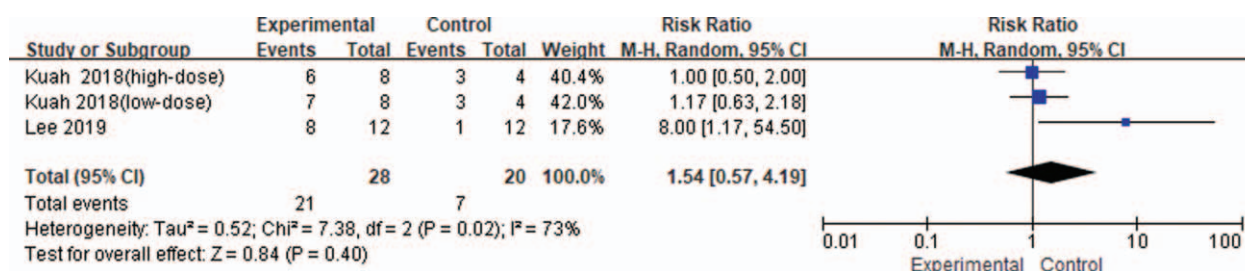 Experimental Control Risk Ratio Risk Ratio
Study or Subgroup Events Total Events Total Weight M-H, Random, 95% CI M-H, Random, 95% CI
Kuah 2018(high-dose) 6 8 3 4 40.4% 1.00 [0.50, 2.00]
Kuah 2018(low-dose) 7 8 3 4 42.0% 1.17 [0.63, 2.18]
Lee 2019 8 12 1 12 17.6% 8.00 [1.17, 54.50]
Total (95% CI) 28 20 100.0% 1.54 [0.57, 4.19]
Total events 21 7
Heterogeneity: Tau² = 0.52; Chi² = 7.38, df = 2 (P = 0.02); I² = 73%
Test for overall effect: Z = 0.84 (P = 0.40)
0.01 0.1 1 10 100
Experimental Control